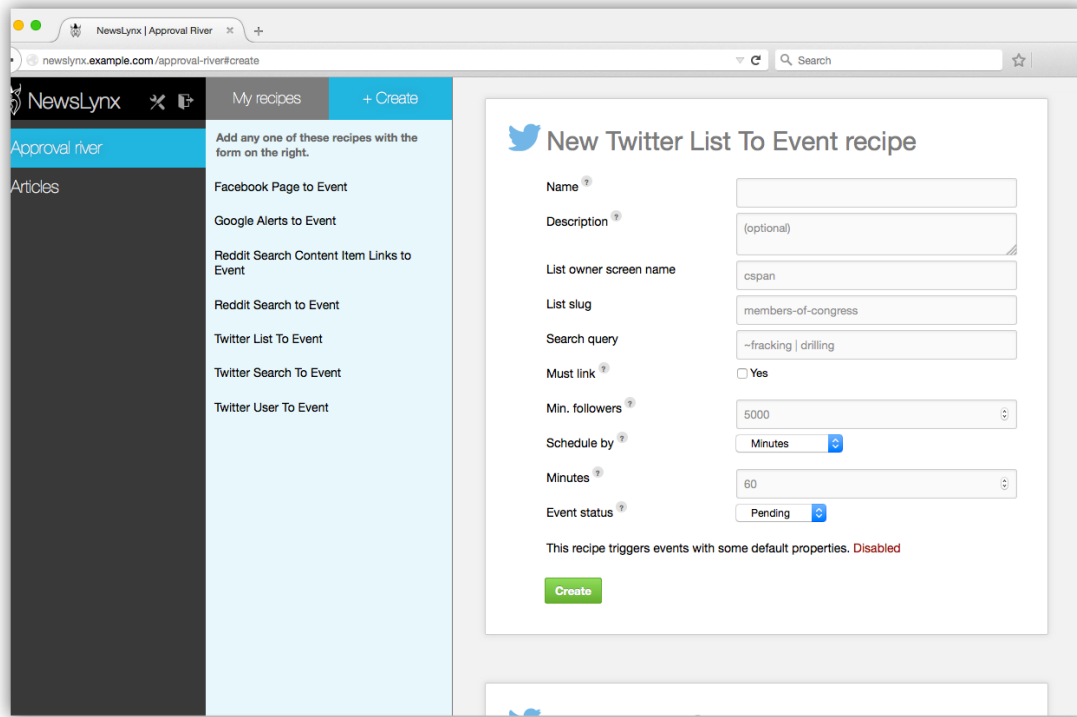 NewsLynx | Approval River
newslynx.example.com/approval-river#create
Search
NewsLynx
My recipes
+ Create
Approval river
Articles
Add any one of these recipes with the
form on the right.
Facebook Page to Event
Google Alerts to Event
Reddit Search Content Item Links to
Event
Reddit Search to Event
Twitter List To Event
Twitter Search To Event
Twitter User To Event
New Twitter List To Event recipe
Name ?
Description ?
(optional)
List owner screen name
cspan
List slug
members-of-congress
Search query
~fracking | drilling
Must link ?
Yes
Min. followers ?
5000
Schedule by ?
Minutes
Minutes ?
60
Event status ?
Pending
This recipe triggers events with some default properties. Disabled
Create